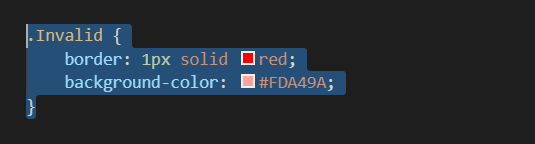 .Invalid {
    border: 1px solid red;
    background-color: #FDA49A;
}